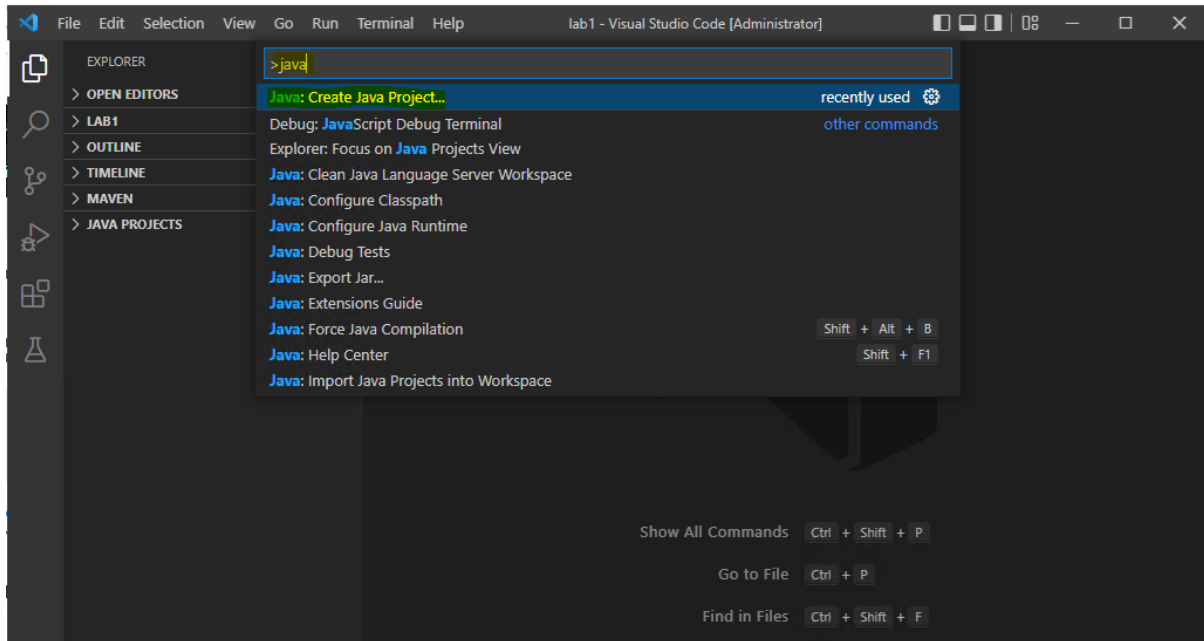 File Edit Selection View Go Run Terminal Help lab1 - Visual Studio Code [Administrator]
EXPLORER
OPEN EDITORS
LAB1
OUTLINE
TIMELINE
MAVEN
JAVA PROJECTS
>java
Java: Create Java Project... recently used
Debug: JavaScript Debug Terminal other commands
Explorer: Focus on Java Projects View
Java: Clean Java Language Server Workspace
Java: Configure Classpath
Java: Configure Java Runtime
Java: Debug Tests
Java: Export Jar...
Java: Extensions Guide
Java: Force Java Compilation Shift + Alt + B
Java: Help Center Shift + F1
Java: Import Java Projects into Workspace
Show All Commands Ctrl + Shift + P
Go to File Ctrl + P
Find in Files Ctrl + Shift + F